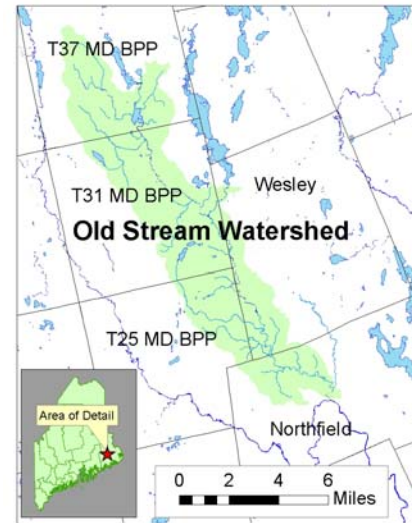 T37 MD BPP
T31 MD BPP
Wesley
Old Stream Watershed
T25 MD BPP
Area of Detail
Northfield
0 2 4 6
Miles